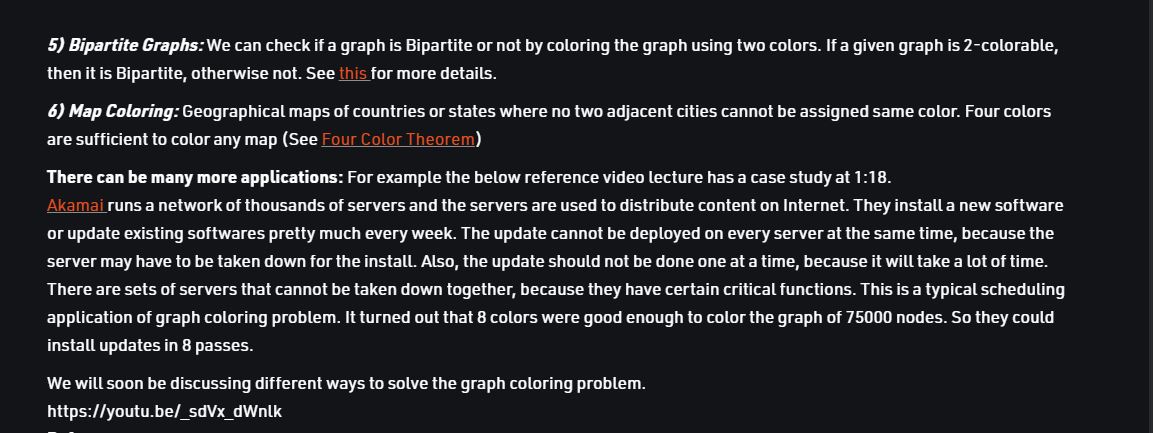 5) Bipartite Graphs: We can check if a graph is Bipartite or not by coloring the graph using two colors. If a given graph is 2-colorable,
then it is Bipartite, otherwise not. See this for more details.
6) Map Coloring: Geographical maps of countries or states where no two adjacent cities cannot be assigned same color. Four colors
are sufficient to color any map (See Four Color Theorem)
There can be many more applications: For example the below reference video lecture has a case study at 1:18.
Akamai runs a network of thousands of servers and the servers are used to distribute content on Internet. They install a new software
or update existing softwares pretty much every week. The update cannot be deployed on every server at the same time, because the
server may have to be taken down for the install. Also, the update should not be done one at a time, because it will take a lot of time.
There are sets of servers that cannot be taken down together, because they have certain critical functions. This is a typical scheduling
application of graph coloring problem. It turned out that 8 colors were good enough to color the graph of 75000 nodes. So they could
install updates in 8 passes.
We will soon be discussing different ways to solve the graph coloring problem.
https://youtu.be/_sdVx_dWnlk